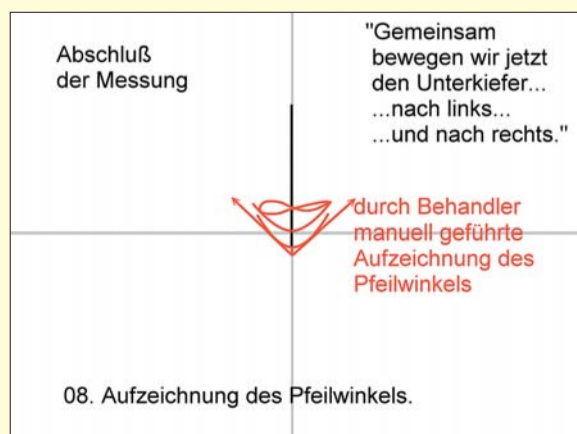 Abschluß
der Messung
"Gemeinsam
bewegen wir jetzt
den Unterkiefer...
...nach links...
...und nach rechts."
durch Behandler
manuell geführte
Aufzeichnung des
Pfeilwinkels
08. Aufzeichnung des Pfeilwinkels.